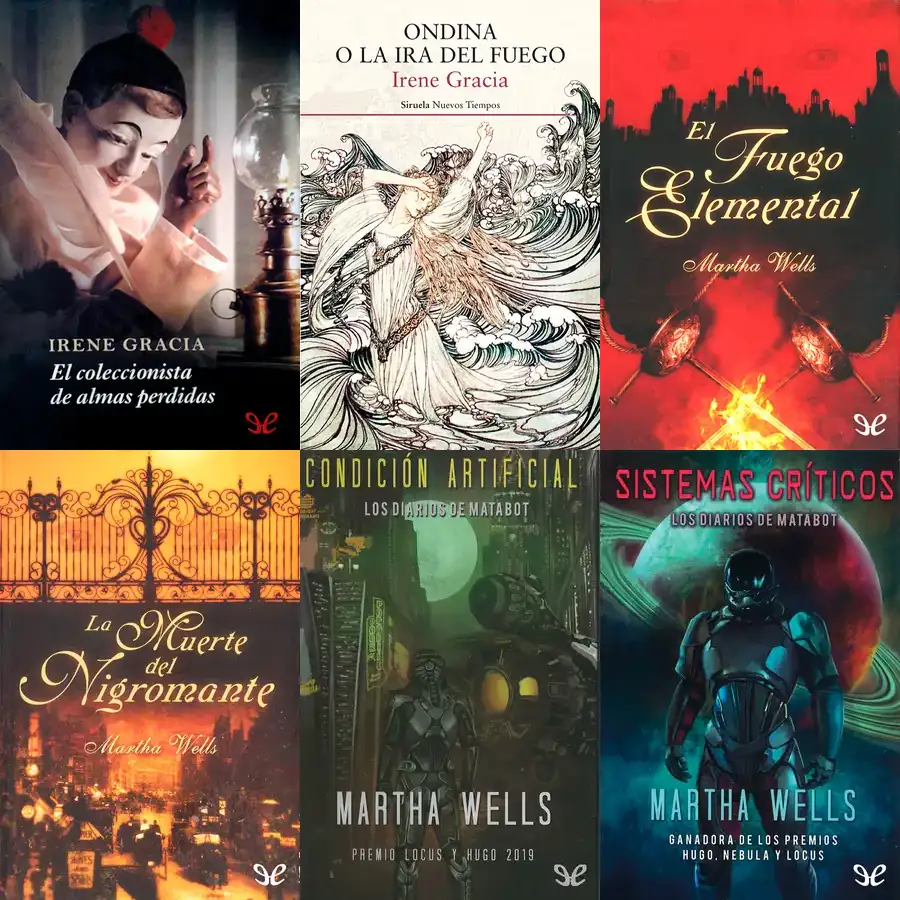 IRENE GRACIA
El coleccionista
de almas perdidas
ONDINA
O LA IRA DEL FUEGO
Irene Gracia
Siruela Nuevos Tiempos
El
Fuego
Elemental
Martha Wells
La
Muerte
del
Nigromante
Martha Wells
CONDICIÓN ARTIFICIAL
LOS DIARIOS DE MATABOT
MARTHA WELLS
PREMIO LOCUS Y HUGO 2019
SISTEMAS CRÍTICOS
LOS DIARIOS DE MATABOT
MARTHA WELLS
GANADORA DE LOS PREMIOS
HUGO, NEBULA Y LOCUS